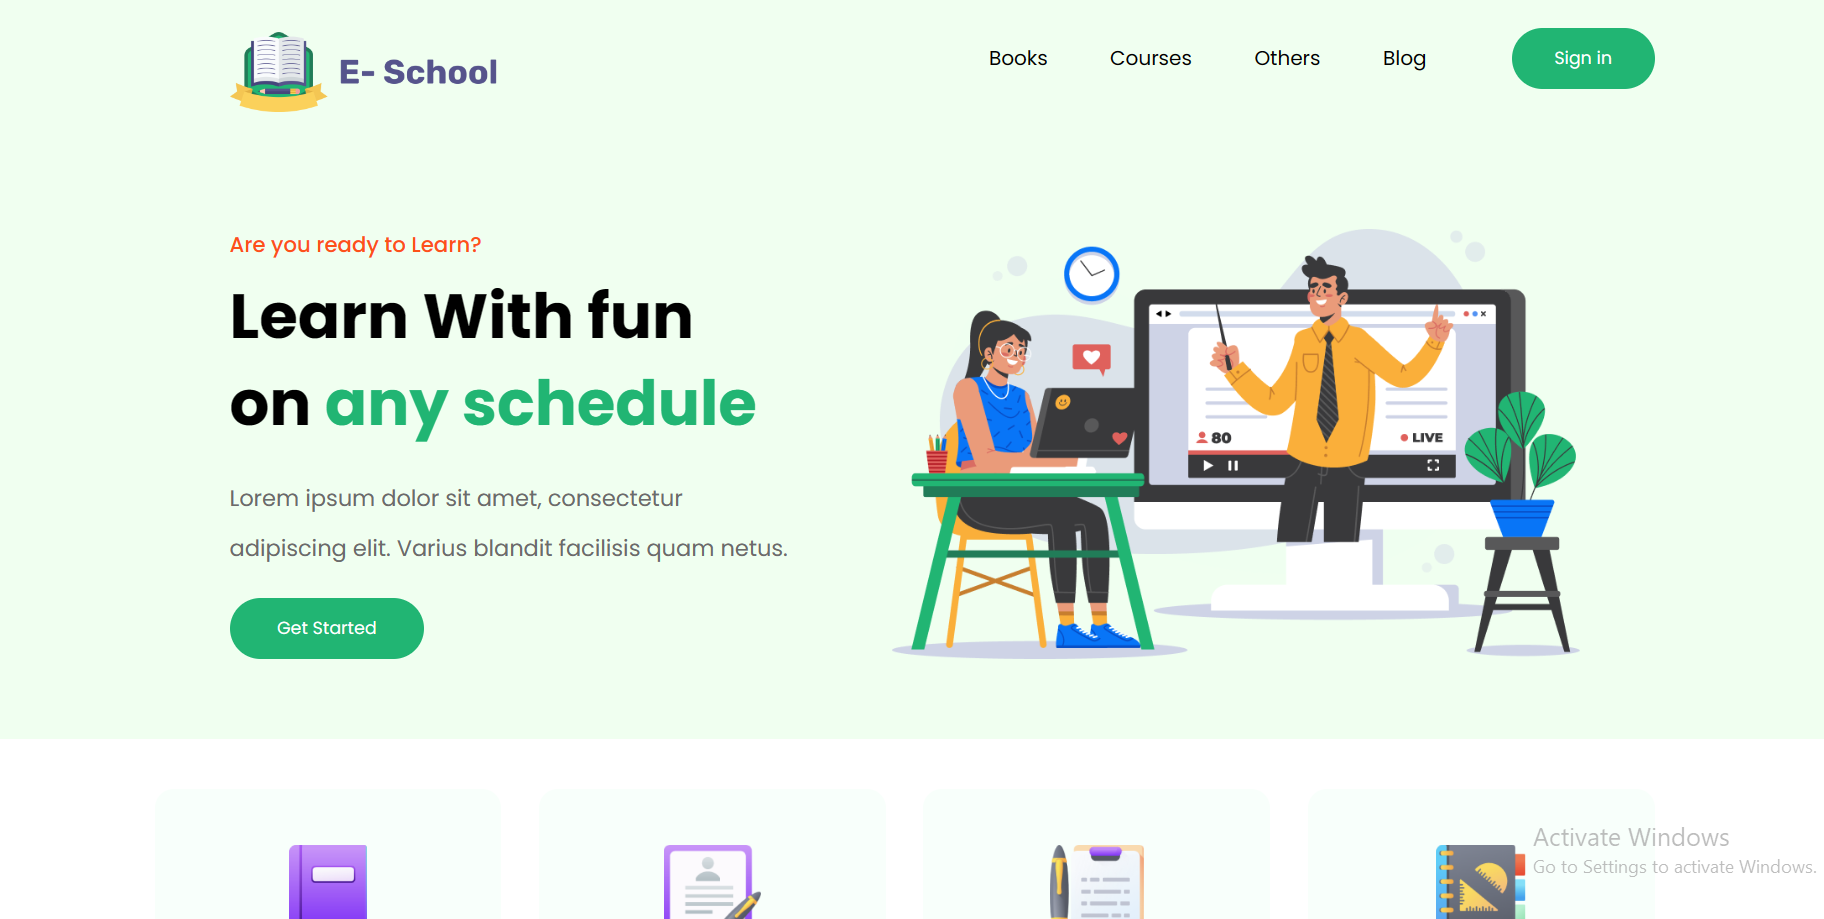 E- School
Books
Courses
Others
Blog
Sign in
Are you ready to Learn?
Learn With fun
on any schedule
Lorem ipsum dolor sit amet, consectetur
adipiscing elit. Varius blandit facilisis quam netus.
Get Started
80
LIVE
Activate Windows
Go to Settings to activate Windows.